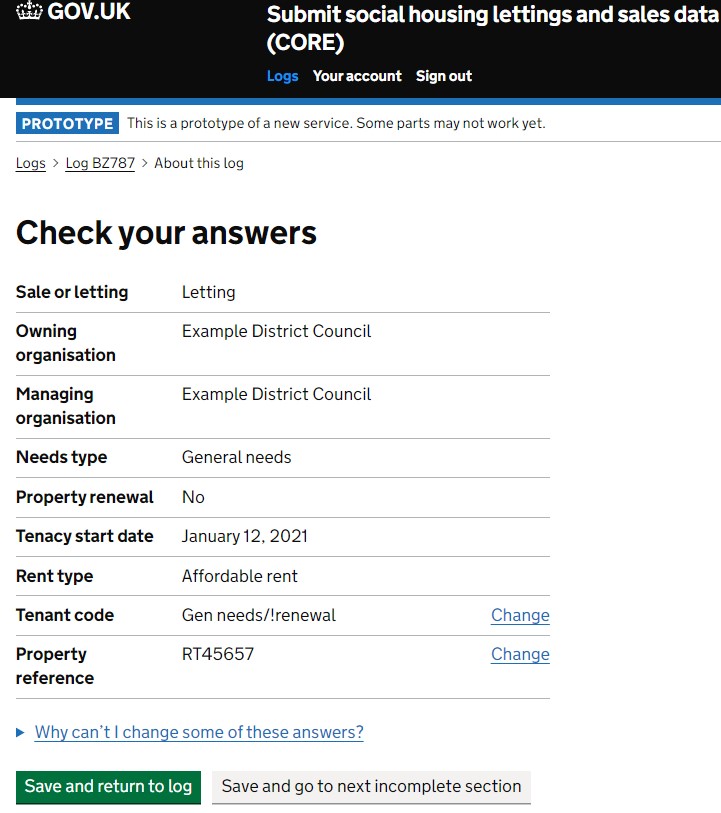 GOV.UK
Submit social housing lettings and sales data
(CORE)
Logs Your account Sign out
PROTOTYPE This is a prototype of a new service. Some parts may not work yet.
Logs > Log BZ787 > About this log
Check your answers
Sale or letting Letting
Owning organisation Example District Council
Managing organisation Example District Council
Needs type General needs
Property renewal No
Tenacy start date January 12, 2021
Rent type Affordable rent
Tenant code Gen needs/!renewal Change
Property reference RT45657 Change
Why can't I change some of these answers?
Save and return to log Save and go to next incomplete section